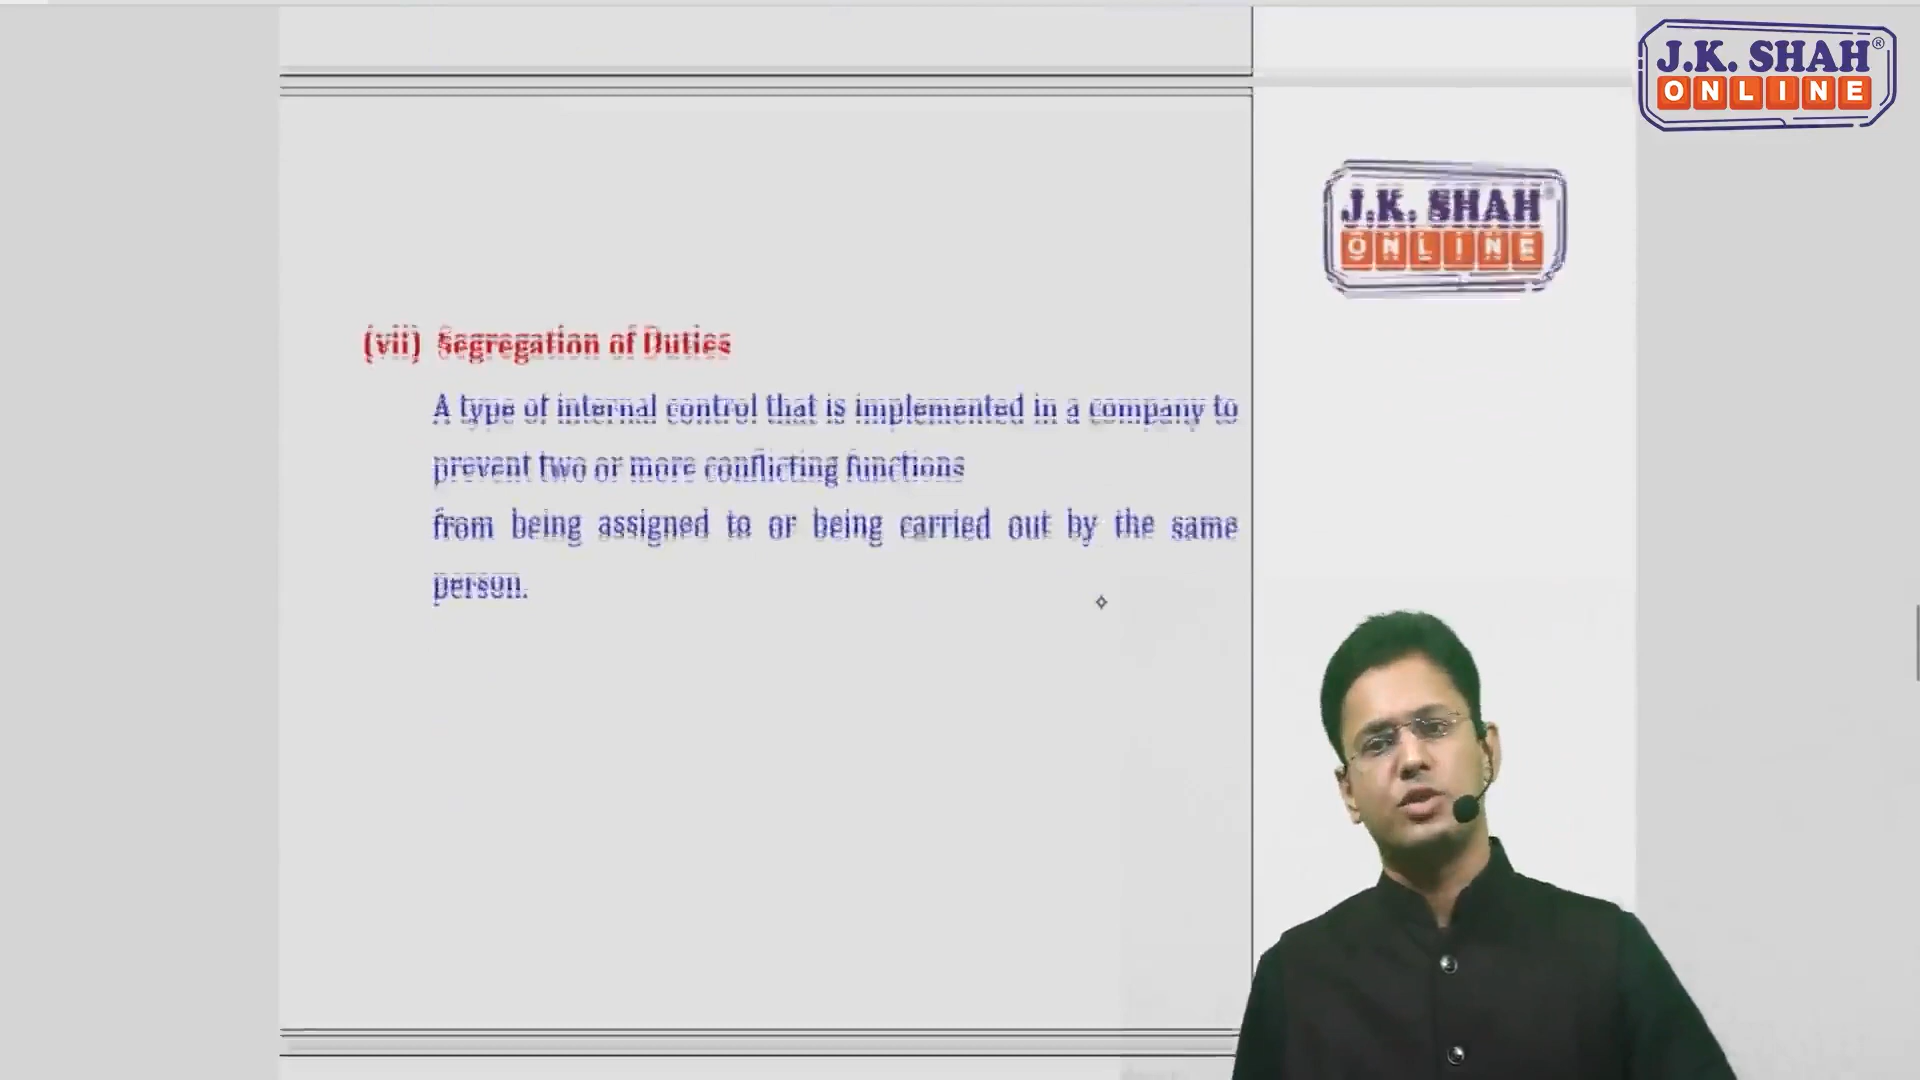 J.K. SHAH®
ONLINE
J.K. SHAH®
ONLINE
(vii) Segregation of Duties
A type of internal control that is implemented in a company to
prevent two or more conflicting functions
from being assigned to or being carried out by the same
person.